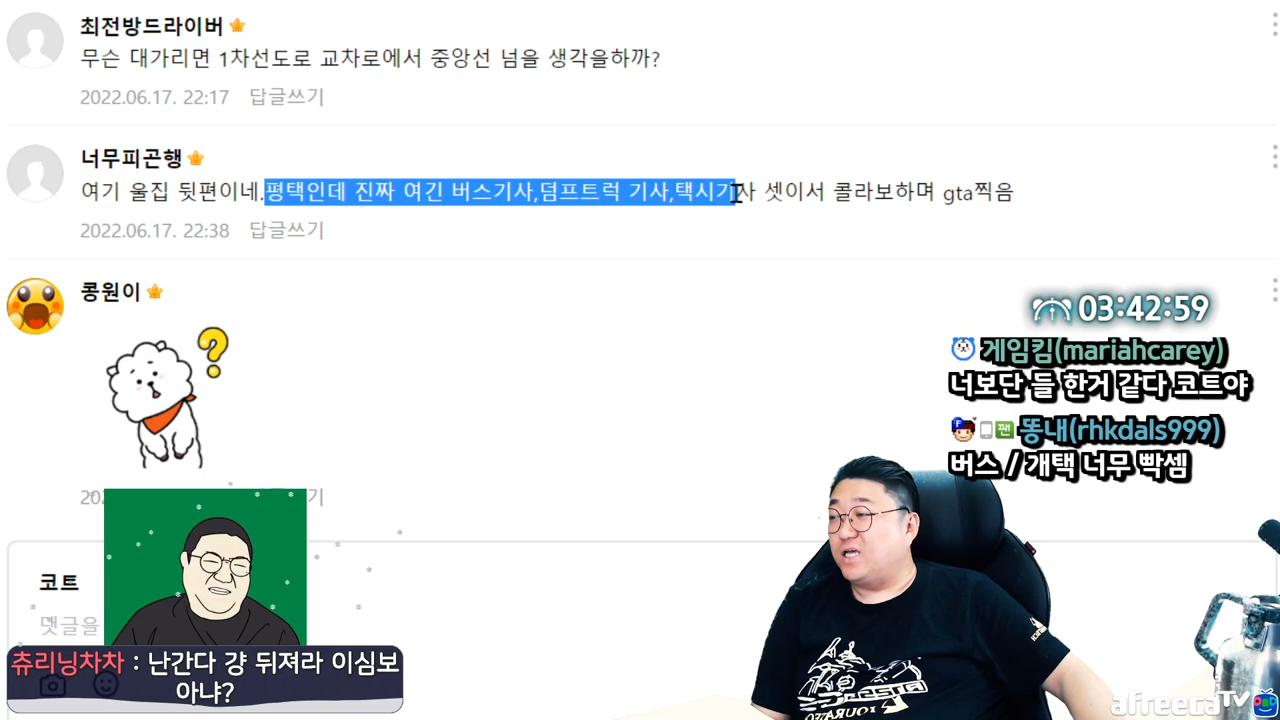 최전방드라이버
무슨 대가리면 1차선도로 교차로에서 중앙선 넘을 생각을하까?
2022.06.17. 22:17 답글쓰기
너무피곤행
여기 울집 뒷편이네.평택인데 진짜 여긴 버스기사,덤프트럭 기사,택시기사 셋이서 콜라보하며 gta찍음
2022.06.17. 22:38 답글쓰기
콩원이
03:42:59
게임킴(mariahcarey)
너보단 들 한거 같다 코트야
똥내(rhkdals999)
버스 / 개택 너무 빡셈
코트
댓글을
츄리닝차차 : 난간다 걍 뒤져라 이심보
아냐?
afreecaTV